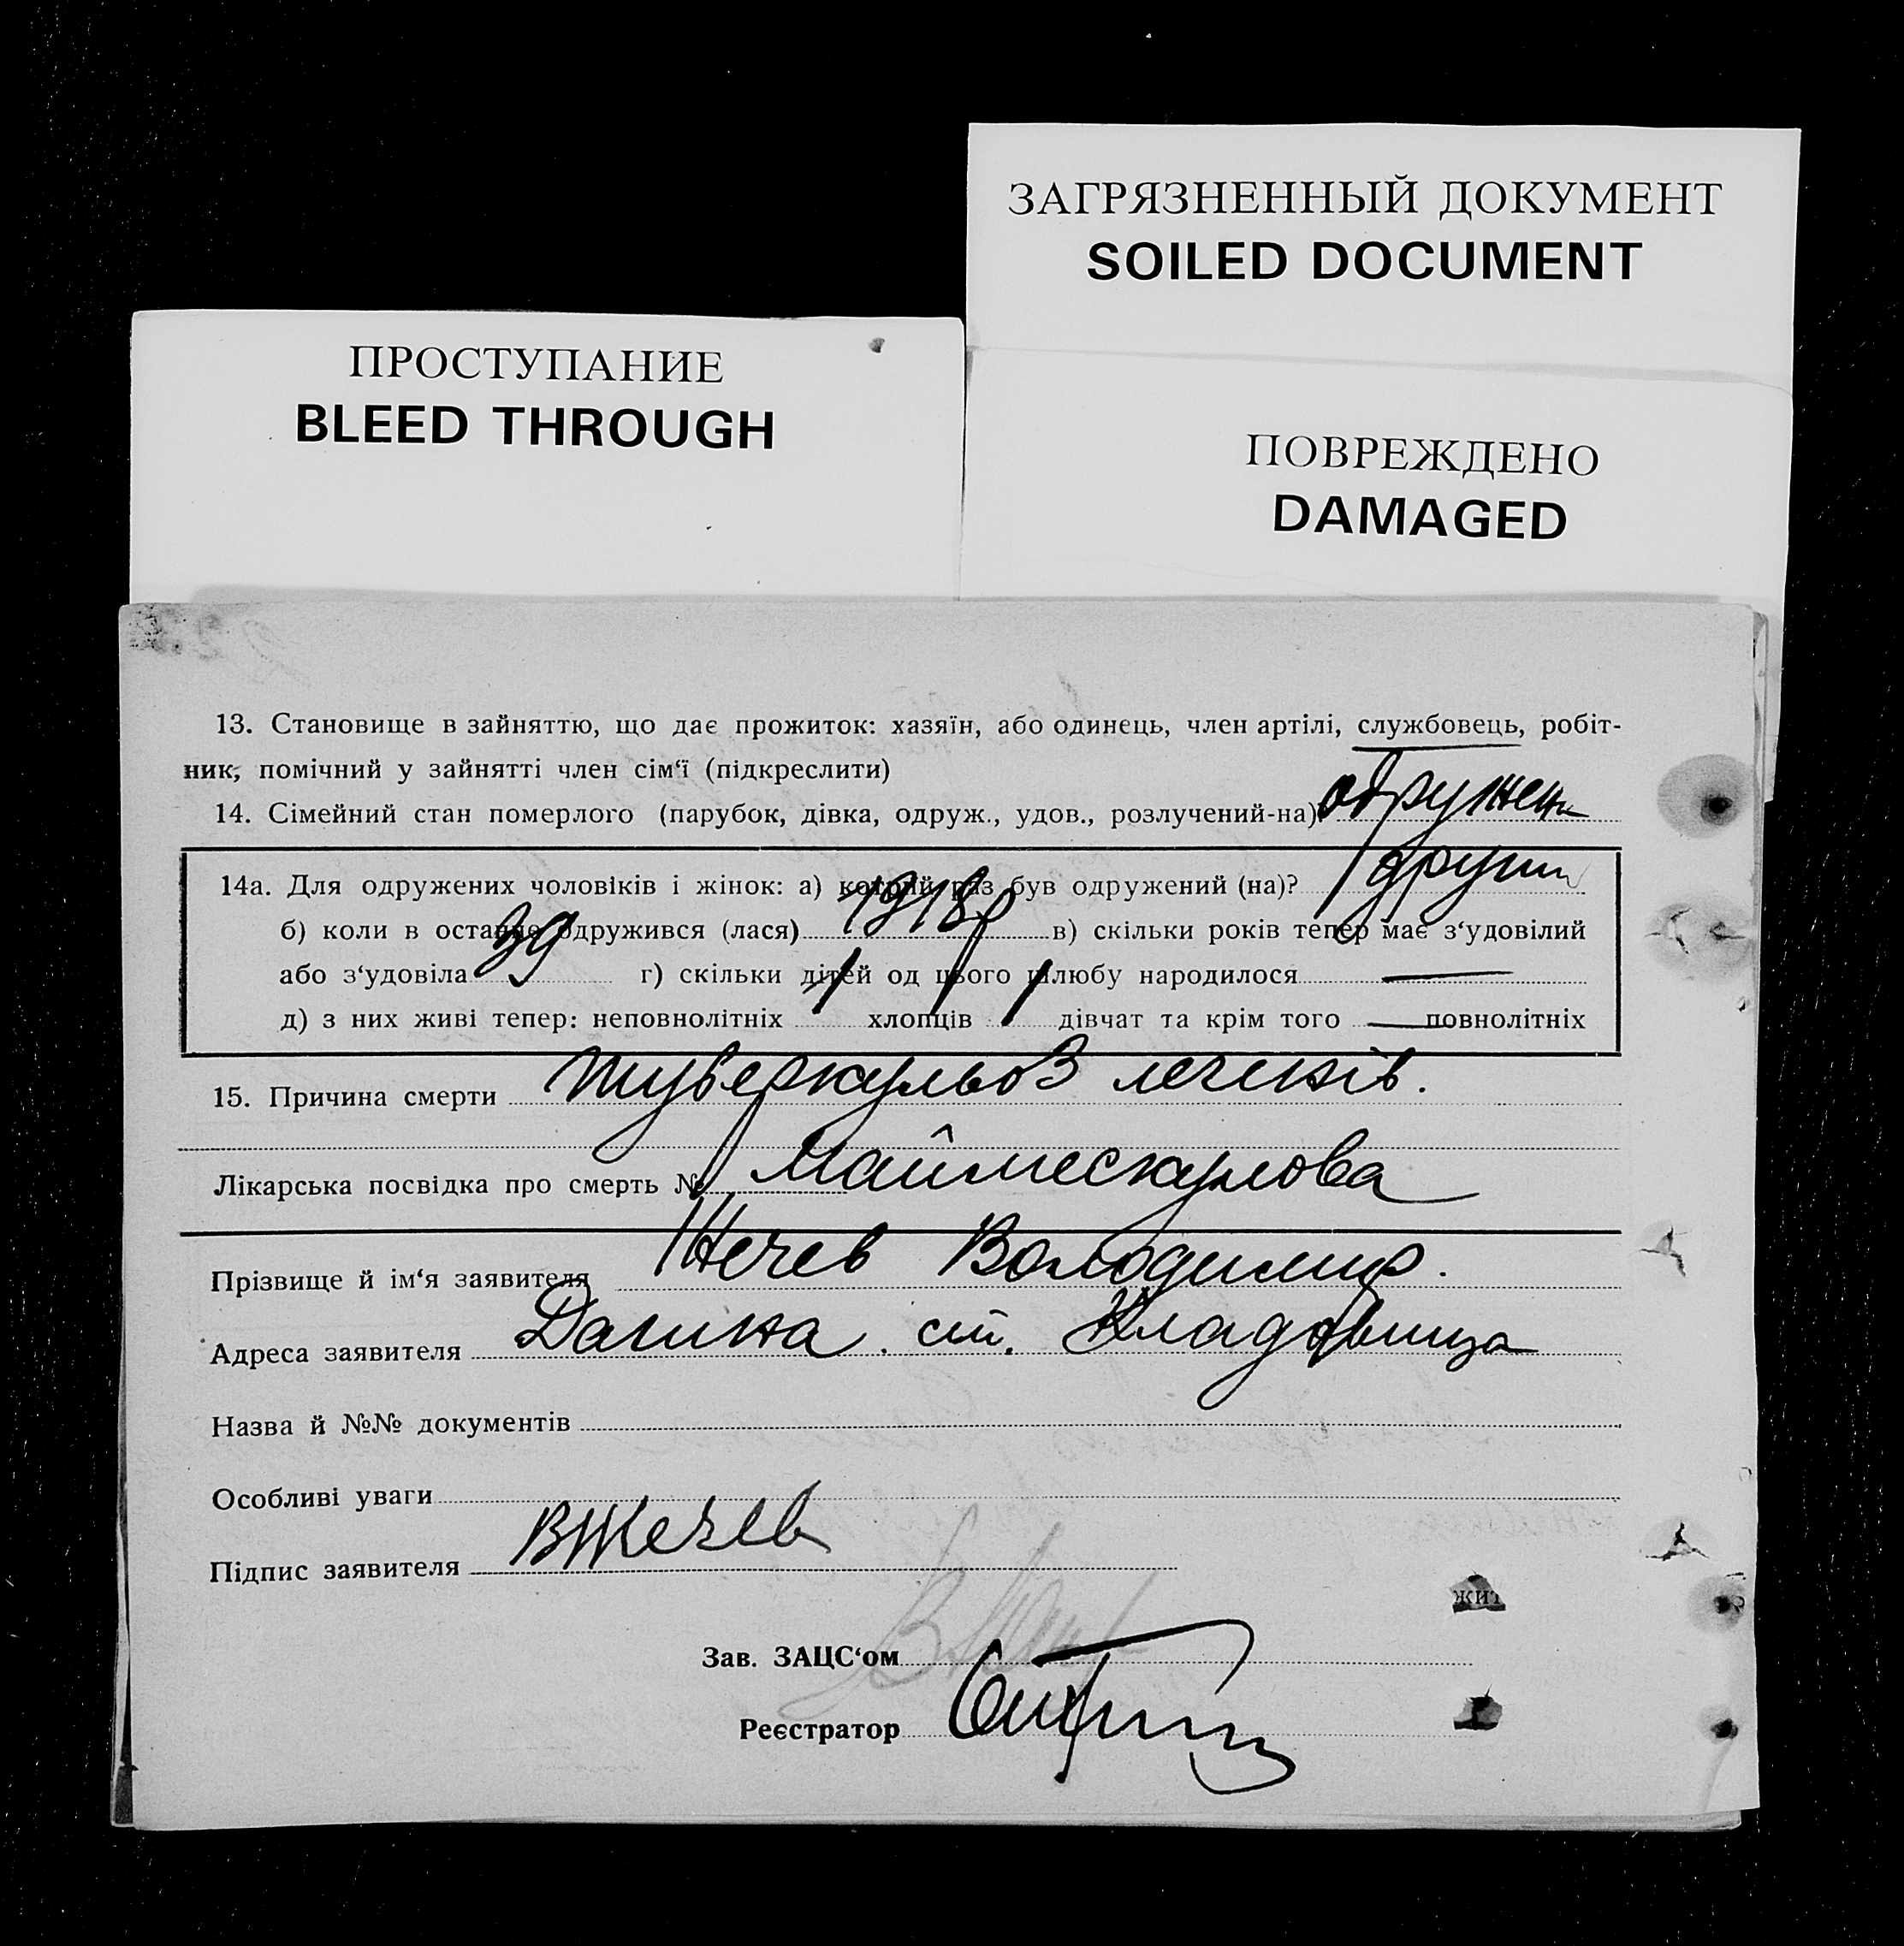 ЗАГРЯЗНЕННЫЙ ДОКУМЕНТ
SOILED DOCUMENT
ПРОСТУПАНИЕ
BLEED THROUGH
ПОВРЕЖДЕНО
DAMAGED
13. Становище в зайняттю, що дає прожиток: хазяїн, або одинець, член артілі, службовець, робіт-
ник, помічний у зайнятті член сім‘ї (підкреслити)
14. Сімейний стан померлого (парубок, дівка, одруж., удов., розлучений-на)
14а. Для одружених чоловіків і жінок: а) котрий раз був одружений (на)? други
б) коли в останнє одружився (лася) 1918р в) скільки років тепер має з‘удовілий
або з‘удовіла 39 г) скільки дітей од цього шлюбу народилося —
д) з них живі тепер: неповнолітніх 1 хлопців 1 дівчат та крім того — повнолітніх
15. Причина смерти туберкульоз легенів.
Лікарська посвідка про смерть №
Прізвище й ім‘я заявителя Володимир.
Адреса заявителя ст.
Назва й №№ документів
Особливі уваги
Підпис заявителя
жит
Зав. ЗАЦС‘ом
Реєстратор